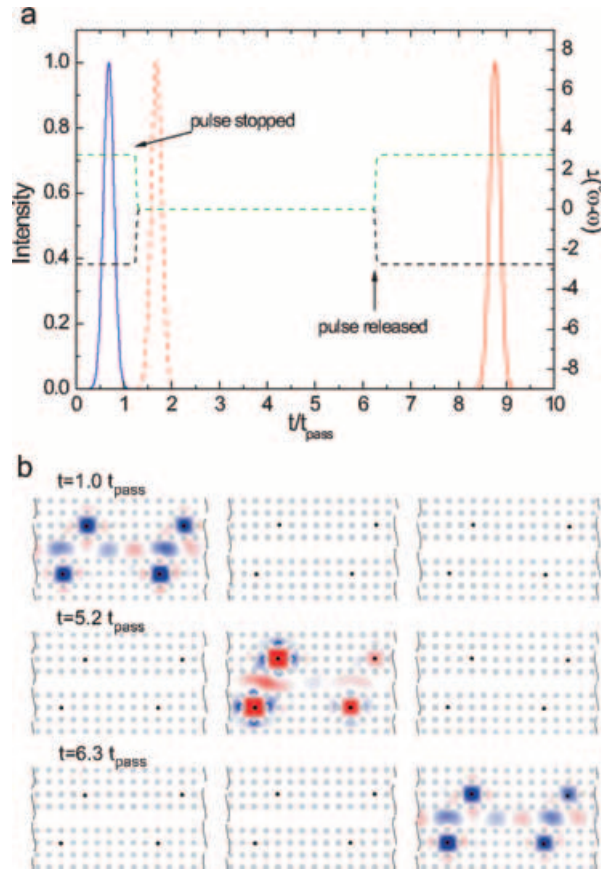 a
Intensity
1.0
0.8
0.6
0.4
0.2
0.0
pulse stopped
pulse released
8
6
4
2
0
-2
-4
-6
-8
0 1 2 3 4 5 6 7 8 9 10
t/t_pass
b
t=1.0 t_pass
t=5.2 t_pass
t=6.3 t_pass